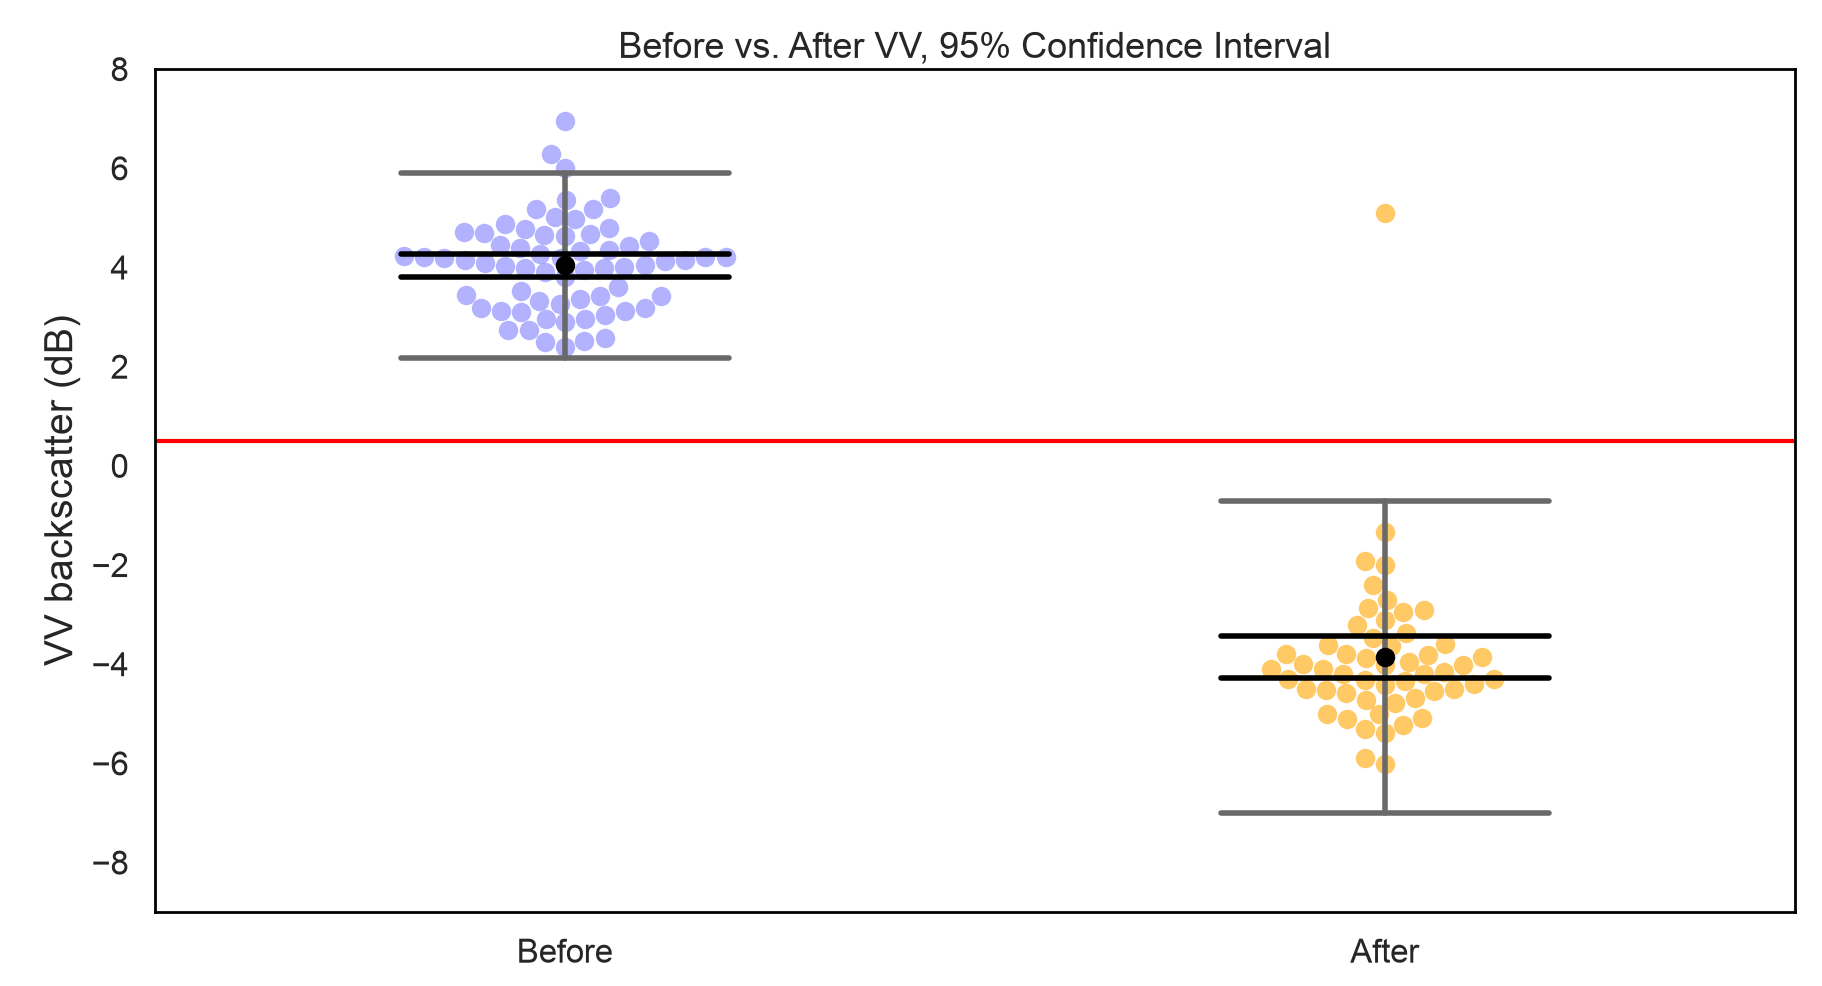 Before vs. After VV, 95% Confidence Interval
8
6
4
2
0
−2
−4
−6
−8
VV backscatter (dB)
Before
After